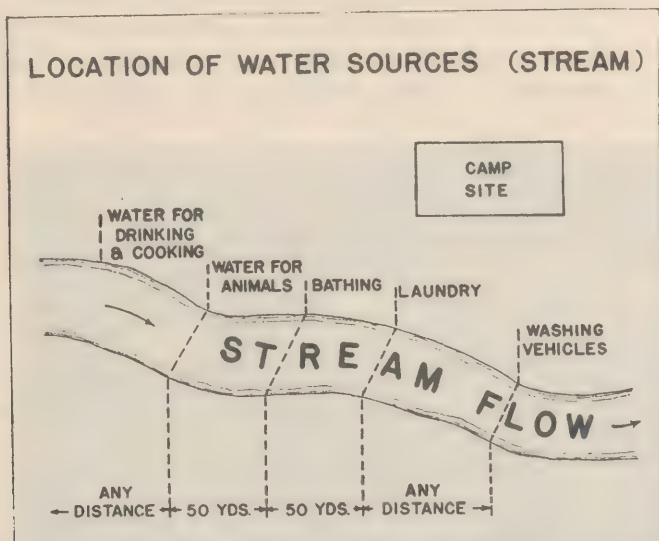 LOCATION OF WATER SOURCES (STREAM)
CAMP
SITE
WATER FOR
DRINKING
& COOKING
WATER FOR
ANIMALS
BATHING
LAUNDRY
WASHING
VEHICLES
STREAM FLOW
ANY
DISTANCE
50 YDS.
50 YDS.
ANY
DISTANCE